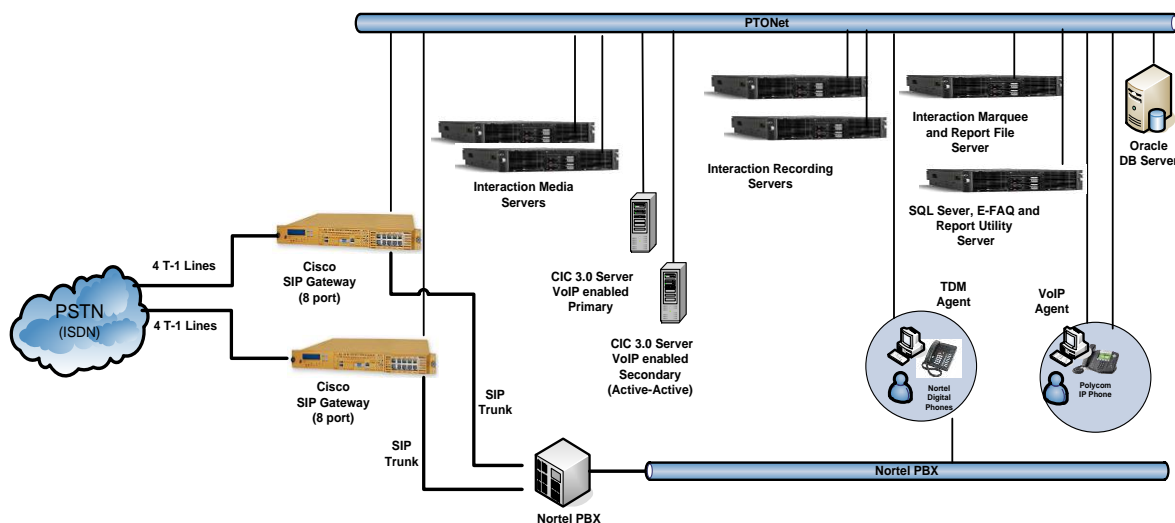 PTONet
Interaction Media
Servers
Interaction Recording
Servers
Interaction Marquee
and Report File
Server
Oracle
DB Server
SQL Sever, E-FAQ and
Report Utility
Server
4 T-1 Lines
Cisco
SIP Gateway
(8 port)
PSTN
(ISDN)
4 T-1 Lines
Cisco
SIP Gateway
(8 port)
CIC 3.0 Server
VoIP enabled
Primary
CIC 3.0 Server
VoIP enabled
Secondary
(Active-Active)
TDM
Agent
VoIP
Agent
Nortel
Digital
Phones
Polycom
IP Phone
SIP
Trunk
SIP
Trunk
Nortel PBX
Nortel PBX